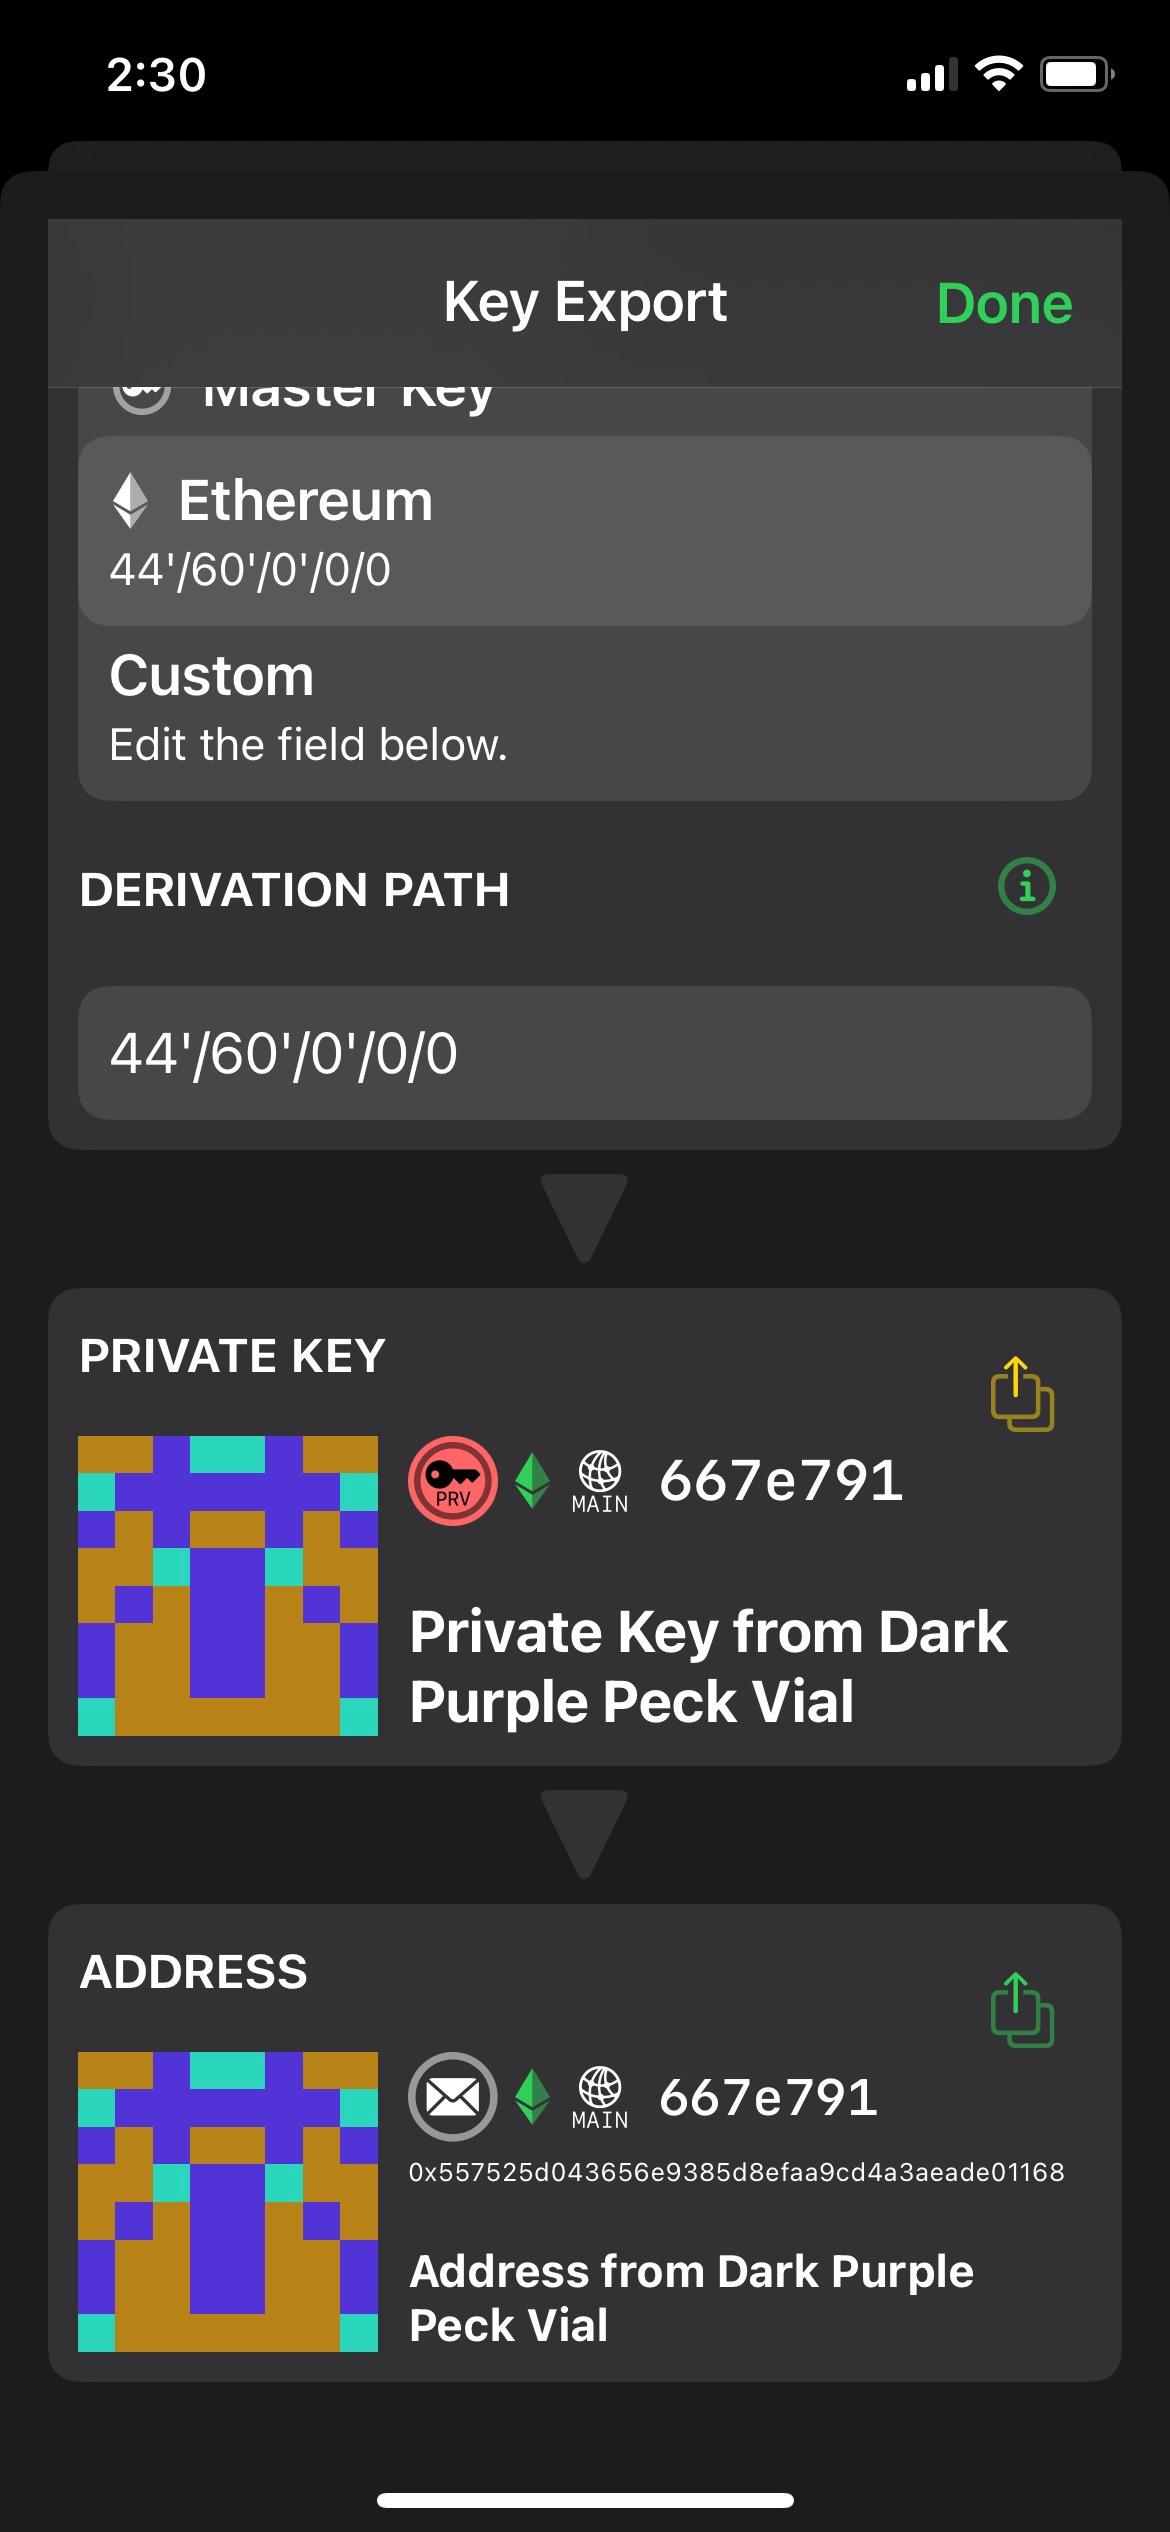 2:30
Key Export
Done
Master Key
Ethereum
44'/60'/0'/0/0
Custom
Edit the field below.
DERIVATION PATH
44'/60'/0'/0/0
PRIVATE KEY
PRV
MAIN
667e791
Private Key from Dark
Purple Peck Vial
ADDRESS
MAIN
667e791
0x557525d043656e9385d8efaa9cd4a3aeade01168
Address from Dark Purple
Peck Vial